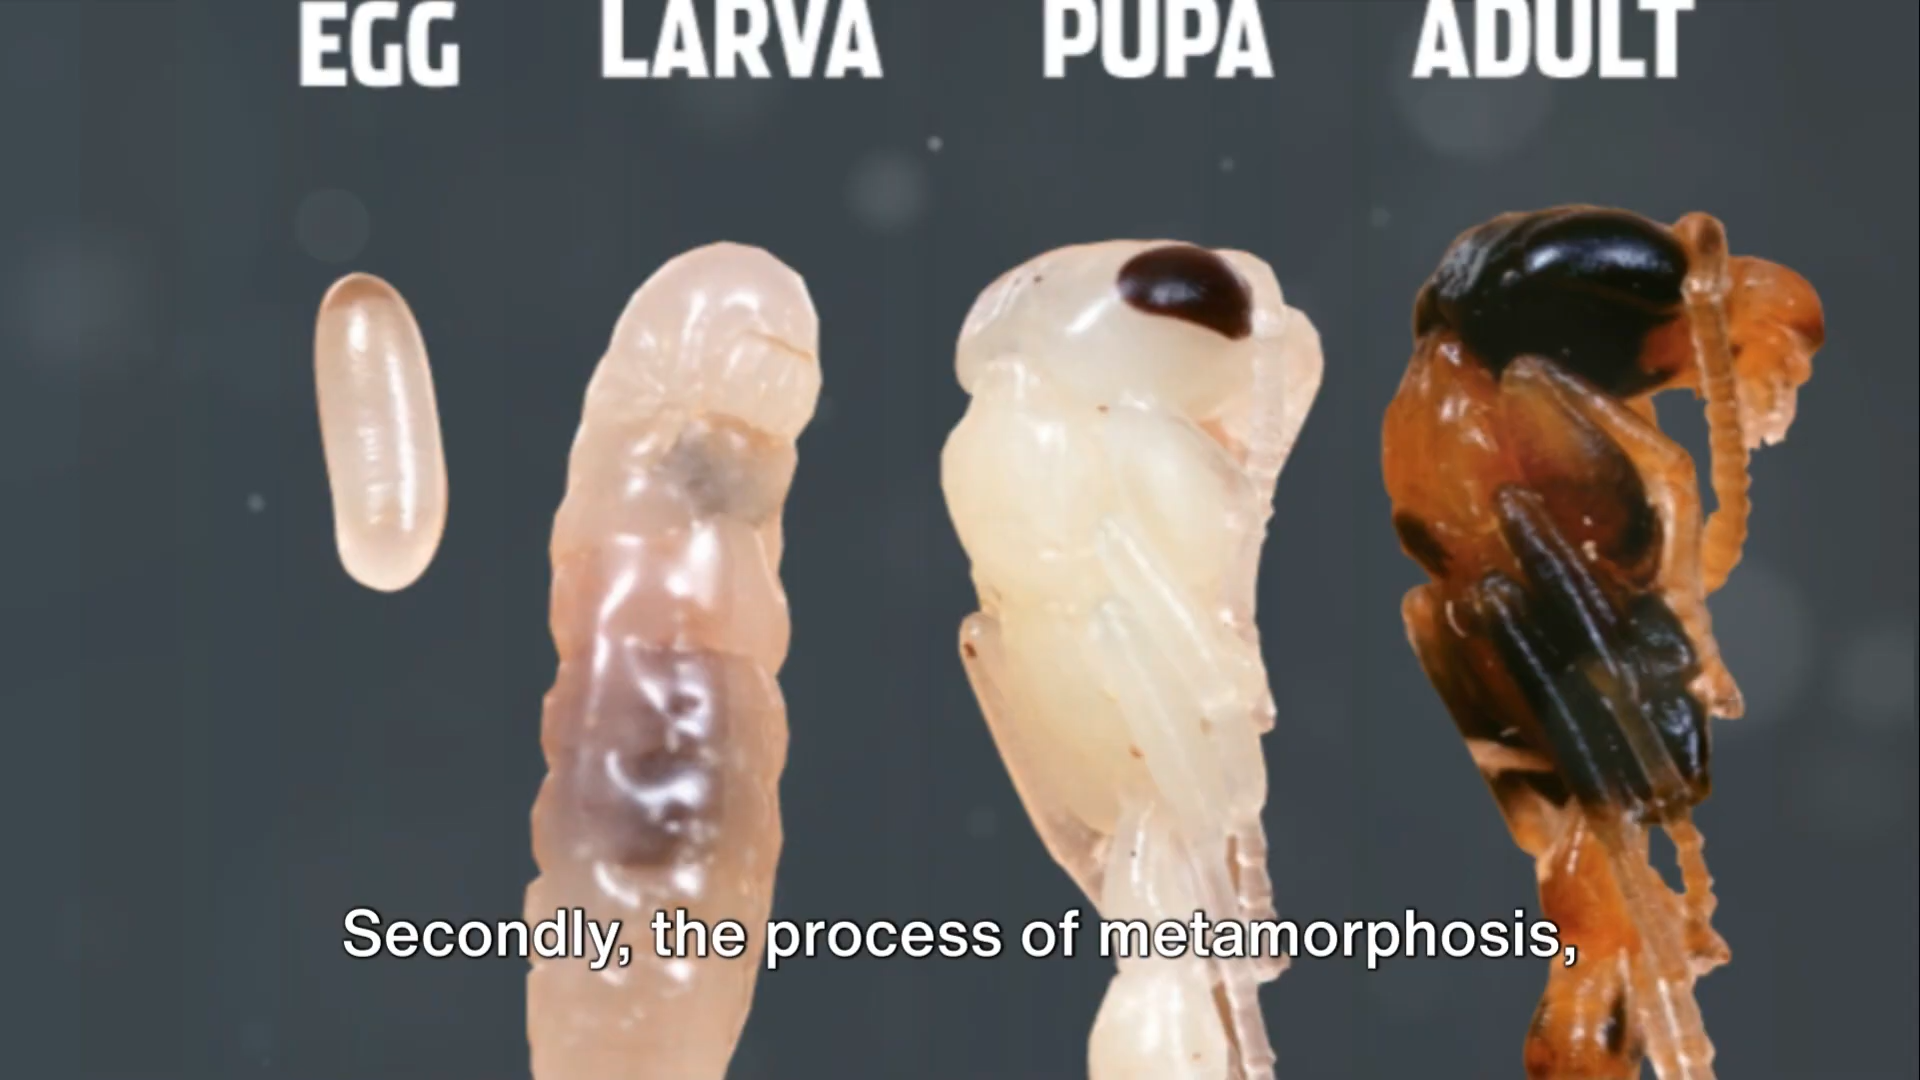 EGG LARVA PUPA ADULT
Secondly, the process of metamorphosis,